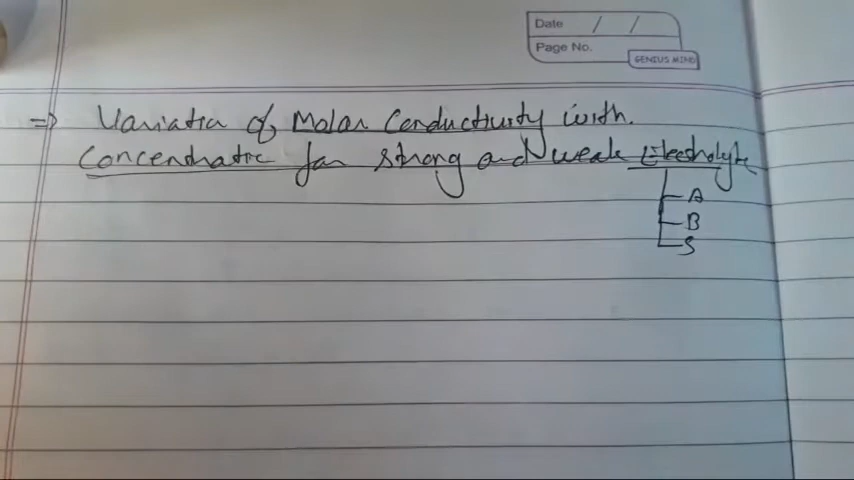 Date / /
Page No.
GENIUS MIND
=> Variation of Molar Conductivity with.
Concentration for strong and weak Electrolyte
A
B
S